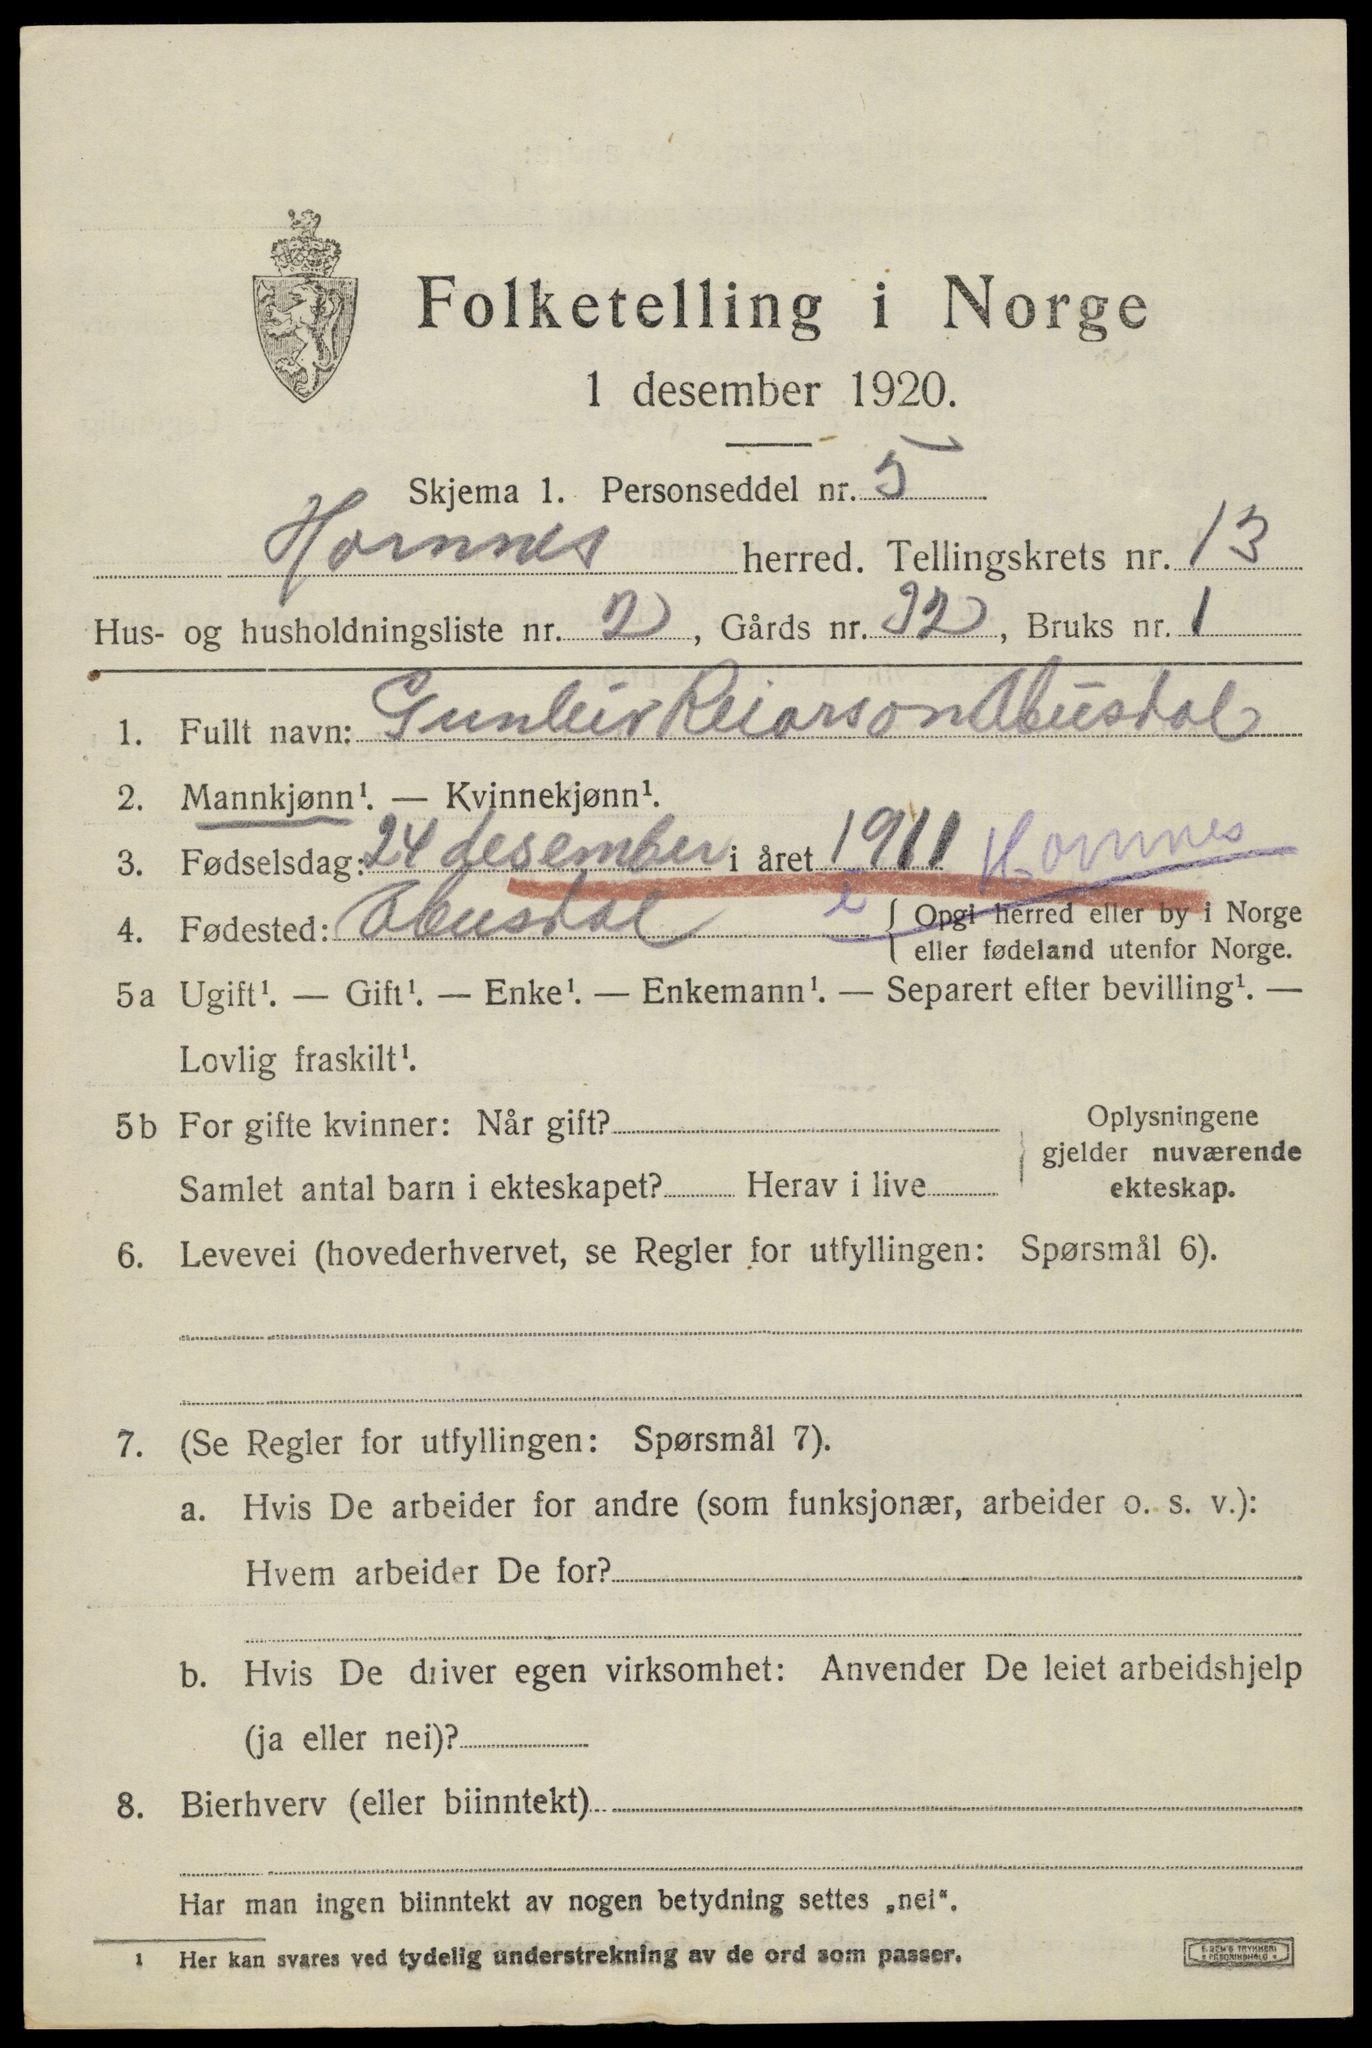 Folketelling i Norge
1 desember 1920.
Skjema 1. Personseddel nr. 5
Hornnes herred. Tellingskrets nr. 13
Hus- og husholdningsliste nr. 2, Gårds nr. 32, Bruks nr. 1
1. Fullt navn: Gunleiv Reiarson Abusdal
2. Mannkjønn¹. — Kvinnekjønn¹.
3. Fødselsdag: 24 desember i året 1911 Hornnes
4. Fødested: Abusdal i { Opgi herred eller by i Norge
eller fødeland utenfor Norge.
5a Ugift¹. — Gift¹. — Enke¹. — Enkemann¹. — Separert efter bevilling¹. —
Lovlig fraskilt¹.
5b For gifte kvinner: Når gift?
Samlet antal barn i ekteskapet? Herav i live
Oplysningene
gjelder nuværende
ekteskap.
6. Levevei (hovederhvervet, se Regler for utfyllingen: Spørsmål 6).
7. (Se Regler for utfyllingen: Spørsmål 7).
a. Hvis De arbeider for andre (som funksjonær, arbeider o. s. v.):
Hvem arbeider De for?
b. Hvis De driver egen virksomhet: Anvender De leiet arbeidshjelp
(ja eller nei)?
8. Bierhverv (eller biinntekt)
Har man ingen biinntekt av nogen betydning settes „nei“.
1 Her kan svares ved tydelig understrekning av de ord som passer.